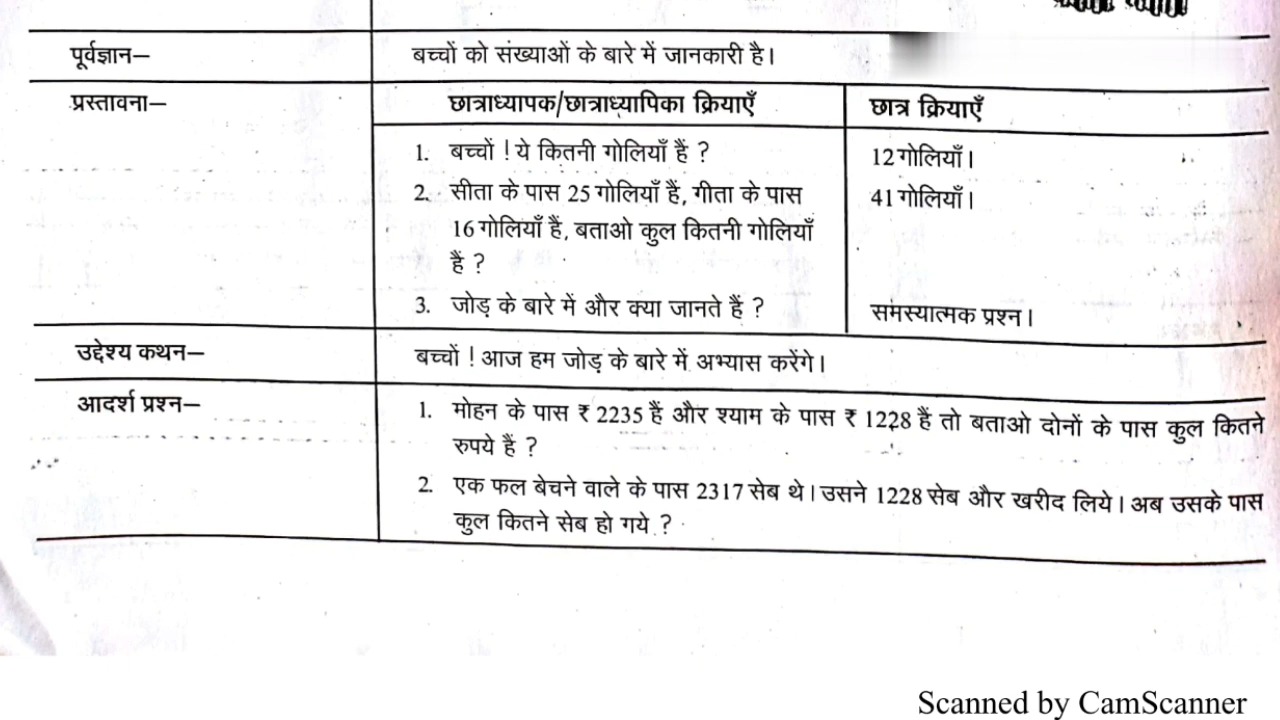 पूर्वज्ञान—
बच्चों को संख्याओं के बारे में जानकारी है।
प्रस्तावना—
छात्राध्यापक/छात्राध्यापिका क्रियाएँ
छात्र क्रियाएँ
1. बच्चों ! ये कितनी गोलियाँ हैं ?
12 गोलियाँ।
2. सीता के पास 25 गोलियाँ हैं, गीता के पास
41 गोलियाँ।
16 गोलियाँ हैं, बताओ कुल कितनी गोलियाँ
हैं ?
3. जोड़ के बारे में और क्या जानते हैं ?
समस्यात्मक प्रश्न।
उद्देश्य कथन—
बच्चों ! आज हम जोड़ के बारे में अभ्यास करेंगे।
आदर्श प्रश्न—
1. मोहन के पास ₹ 2235 हैं और श्याम के पास ₹ 1228 हैं तो बताओ दोनों के पास कुल कितने
रुपये हैं ?
2. एक फल बेचने वाले के पास 2317 सेब थे। उसने 1228 सेब और खरीद लिये। अब उसके पास
कुल कितने सेब हो गये ?
Scanned by CamScanner